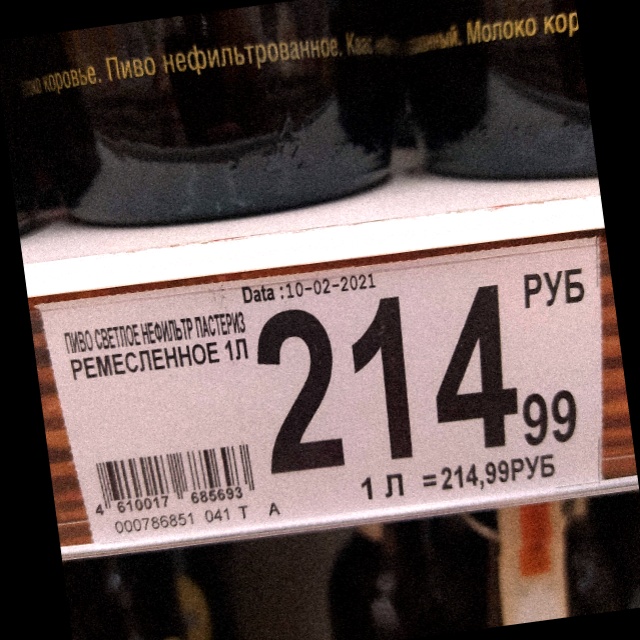 коровье. Пиво нефильтрованное. Квас Молоко кор
Data :10-02-2021
ПИВО СВЕТЛОЕ НЕФИЛЬТР ПАСТЕРИЗ
РЕМЕСЛЕННОЕ 1Л
214 99 РУБ
1 Л =214,99РУБ
4 610017 685693
000786851 041 Т А